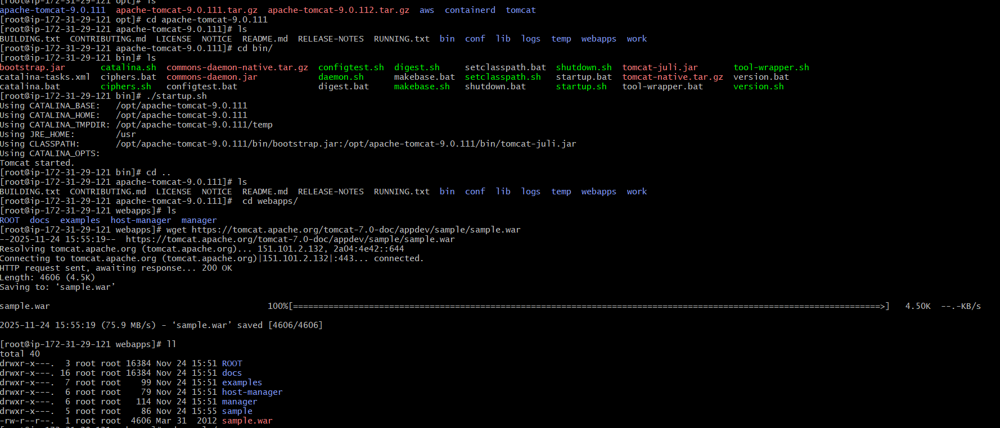 [root@ip-172-31-29-121 opt]# ls
apache-tomcat-9.0.111  apache-tomcat-9.0.111.tar.gz  apache-tomcat-9.0.112.tar.gz  aws  containerd  tomcat
[root@ip-172-31-29-121 opt]# cd apache-tomcat-9.0.111
[root@ip-172-31-29-121 apache-tomcat-9.0.111]# ls
BUILDING.txt  CONTRIBUTING.md  LICENSE  NOTICE  README.md  RELEASE-NOTES  RUNNING.txt  bin  conf  lib  logs  temp  webapps  work
[root@ip-172-31-29-121 apache-tomcat-9.0.111]# cd bin/
[root@ip-172-31-29-121 bin]# ls
bootstrap.jar       catalina.sh  commons-daemon-native.tar.gz  configtest.sh  digest.sh    setclasspath.bat  shutdown.sh  tomcat-juli.jar       tool-wrapper.sh
catalina-tasks.xml  ciphers.bat  commons-daemon.jar            daemon.sh      makebase.bat  setclasspath.sh  startup.bat  tomcat-native.tar.gz  version.bat
catalina.bat        ciphers.sh   configtest.bat                digest.bat     makebase.sh   shutdown.bat      startup.sh   tool-wrapper.bat      version.sh
[root@ip-172-31-29-121 bin]# ./startup.sh
Using CATALINA_BASE:   /opt/apache-tomcat-9.0.111
Using CATALINA_HOME:   /opt/apache-tomcat-9.0.111
Using CATALINA_TMPDIR: /opt/apache-tomcat-9.0.111/temp
Using JRE_HOME:        /usr
Using CLASSPATH:       /opt/apache-tomcat-9.0.111/bin/bootstrap.jar:/opt/apache-tomcat-9.0.111/bin/tomcat-juli.jar
Using CATALINA_OPTS:
Tomcat started.
[root@ip-172-31-29-121 bin]# cd ..
[root@ip-172-31-29-121 apache-tomcat-9.0.111]# ls
BUILDING.txt  CONTRIBUTING.md  LICENSE  NOTICE  README.md  RELEASE-NOTES  RUNNING.txt  bin  conf  lib  logs  temp  webapps  work
[root@ip-172-31-29-121 apache-tomcat-9.0.111]#  cd webapps/
[root@ip-172-31-29-121 webapps]# ls
ROOT  docs  examples  host-manager  manager
[root@ip-172-31-29-121 webapps]# wget https://tomcat.apache.org/tomcat-7.0-doc/appdev/sample/sample.war
--2025-11-24 15:55:19--  https://tomcat.apache.org/tomcat-7.0-doc/appdev/sample/sample.war
Resolving tomcat.apache.org (tomcat.apache.org)... 151.101.2.132, 2a04:4e42::644
Connecting to tomcat.apache.org (tomcat.apache.org)|151.101.2.132|:443... connected.
HTTP request sent, awaiting response... 200 OK
Length: 4606 (4.5K)
Saving to: ‘sample.war’
sample.war 100%[===================================================================================================================>]   4.50K  --.-KB/s
2025-11-24 15:55:19 (75.9 MB/s) - ‘sample.war’ saved [4606/4606]
[root@ip-172-31-29-121 webapps]# ll
total 40
drwxr-x---.  3 root root 16384 Nov 24 15:51 ROOT
drwxr-x---. 16 root root 16384 Nov 24 15:51 docs
drwxr-x---.  7 root root    99 Nov 24 15:51 examples
drwxr-x---.  6 root root    79 Nov 24 15:51 host-manager
drwxr-x---.  6 root root   114 Nov 24 15:51 manager
drwxr-x---.  5 root root    86 Nov 24 15:55 sample
-rw-r--r--.  1 root root  4606 Mar 31  2012 sample.war